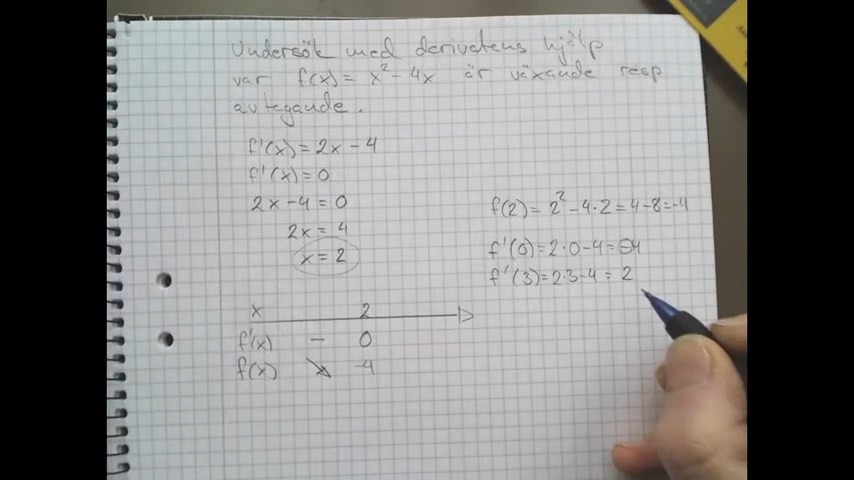 Undersök med derivatans hjälp
var f(x) = x² - 4x är växande resp
avtagande.
f'(x) = 2x - 4
f'(x) = 0
2x - 4 = 0
2x = 4
x = 2
f(2) = 2² - 4·2 = 4 - 8 = -4
f'(0) = 2·0 - 4 = -4
f'(3) = 2·3 - 4 = 2
x 2
f'(x) - 0
f(x) ↘ -4